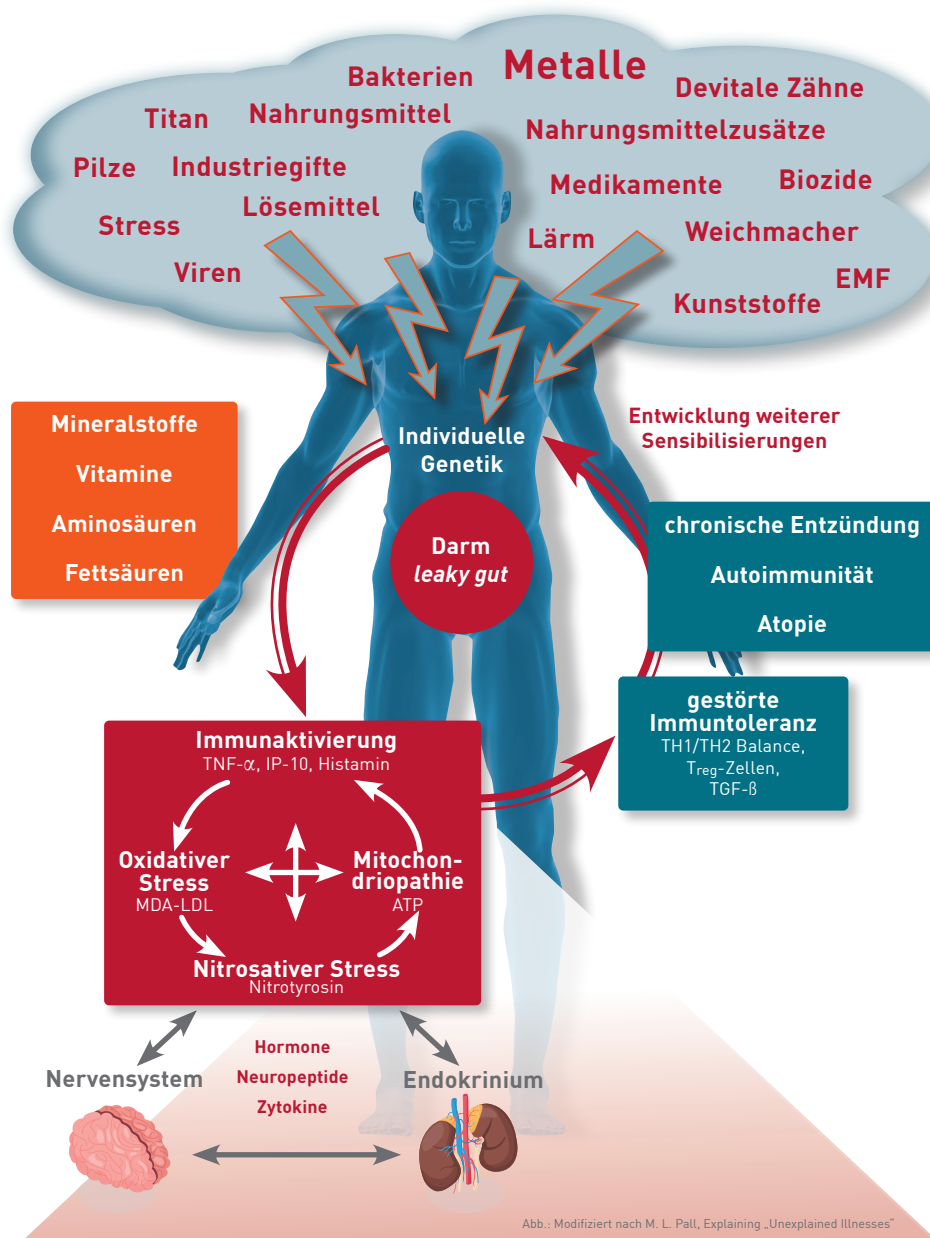 Metalle
Bakterien
Devitale Zähne
Titan
Nahrungsmittel
Nahrungsmittelzusätze
Pilze
Industriegifte
Medikamente
Biozide
Lösemittel
Stress
Lärm
Weichmacher
Viren
EMF
Kunststoffe
Mineralstoffe
Vitamine
Aminosäuren
Fettsäuren
Individuelle
Genetik
Darm
leaky gut
Entwicklung weiterer
Sensibilisierungen
chronische Entzündung
Autoimmunität
Atopie
gestörte
Immuntoleranz
TH1/TH2 Balance,
Treg-Zellen,
TGF-ß
Immunaktivierung
TNF-α, IP-10, Histamin
Oxidativer
Stress
MDA-LDL
Mitochon-
driopathie
ATP
Nitrosativer Stress
Nitrotyrosin
Nervensystem
Hormone
Neuropeptide
Zytokine
Endokrinium
Abb.: Modifiziert nach M. L. Pall, Explaining „Unexplained Illnesses"